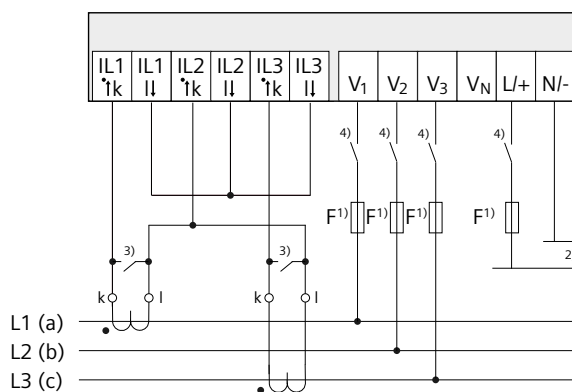 IL1 IL1 IL2 IL2 IL3 IL3
k l k l k l
V1 V2 V3 VN L/+ N/-
4) 4) 4) 4)
F1) F1) F1) F1)
3) 3)
2
k l k l
L1 (a)
L2 (b)
L3 (c)